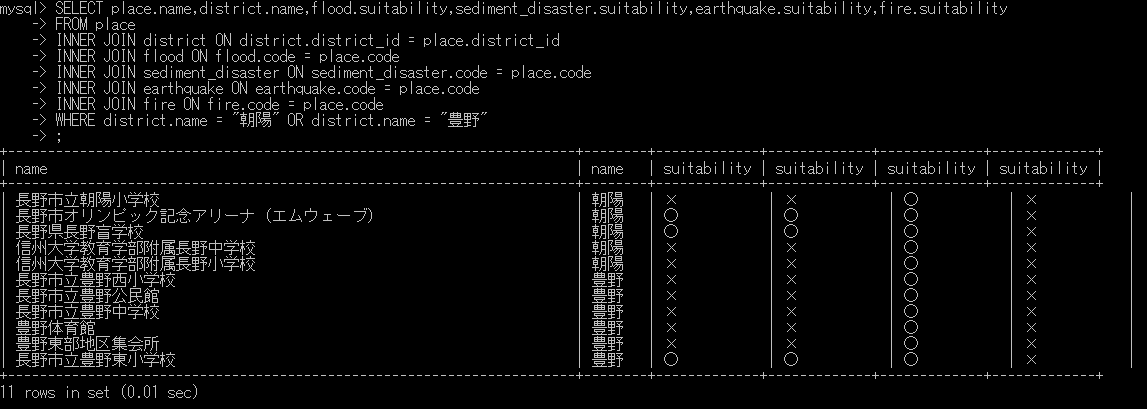 mysql> SELECT place.name,district.name,flood.suitability,sediment_disaster.suitability,earthquake.suitability,fire.suitability
-> FROM place
-> INNER JOIN district ON district.district_id = place.district_id
-> INNER JOIN flood ON flood.code = place.code
-> INNER JOIN sediment_disaster ON sediment_disaster.code = place.code
-> INNER JOIN earthquake ON earthquake.code = place.code
-> INNER JOIN fire ON fire.code = place.code
-> WHERE district.name = "朝陽" OR district.name = "豊野"
-> ;
| name | name | suitability | suitability | suitability | suitability |
| 長野市立朝陽小学校 | 朝陽 | × | × | ○ | × |
| 長野市オリンピック記念アリーナ（エムウェーブ） | 朝陽 | ○ | ○ | ○ | × |
| 長野県長野盲学校 | 朝陽 | ○ | ○ | ○ | × |
| 信州大学教育学部附属長野中学校 | 朝陽 | × | × | ○ | × |
| 信州大学教育学部附属長野小学校 | 朝陽 | × | × | ○ | × |
| 長野市立豊野西小学校 | 豊野 | × | × | ○ | × |
| 長野市立豊野公民館 | 豊野 | × | × | ○ | × |
| 長野市立豊野中学校 | 豊野 | × | × | ○ | × |
| 豊野体育館 | 豊野 | × | × | ○ | × |
| 豊野東部地区集会所 | 豊野 | × | × | ○ | × |
| 長野市立豊野東小学校 | 豊野 | ○ | ○ | ○ | × |
11 rows in set (0.01 sec)